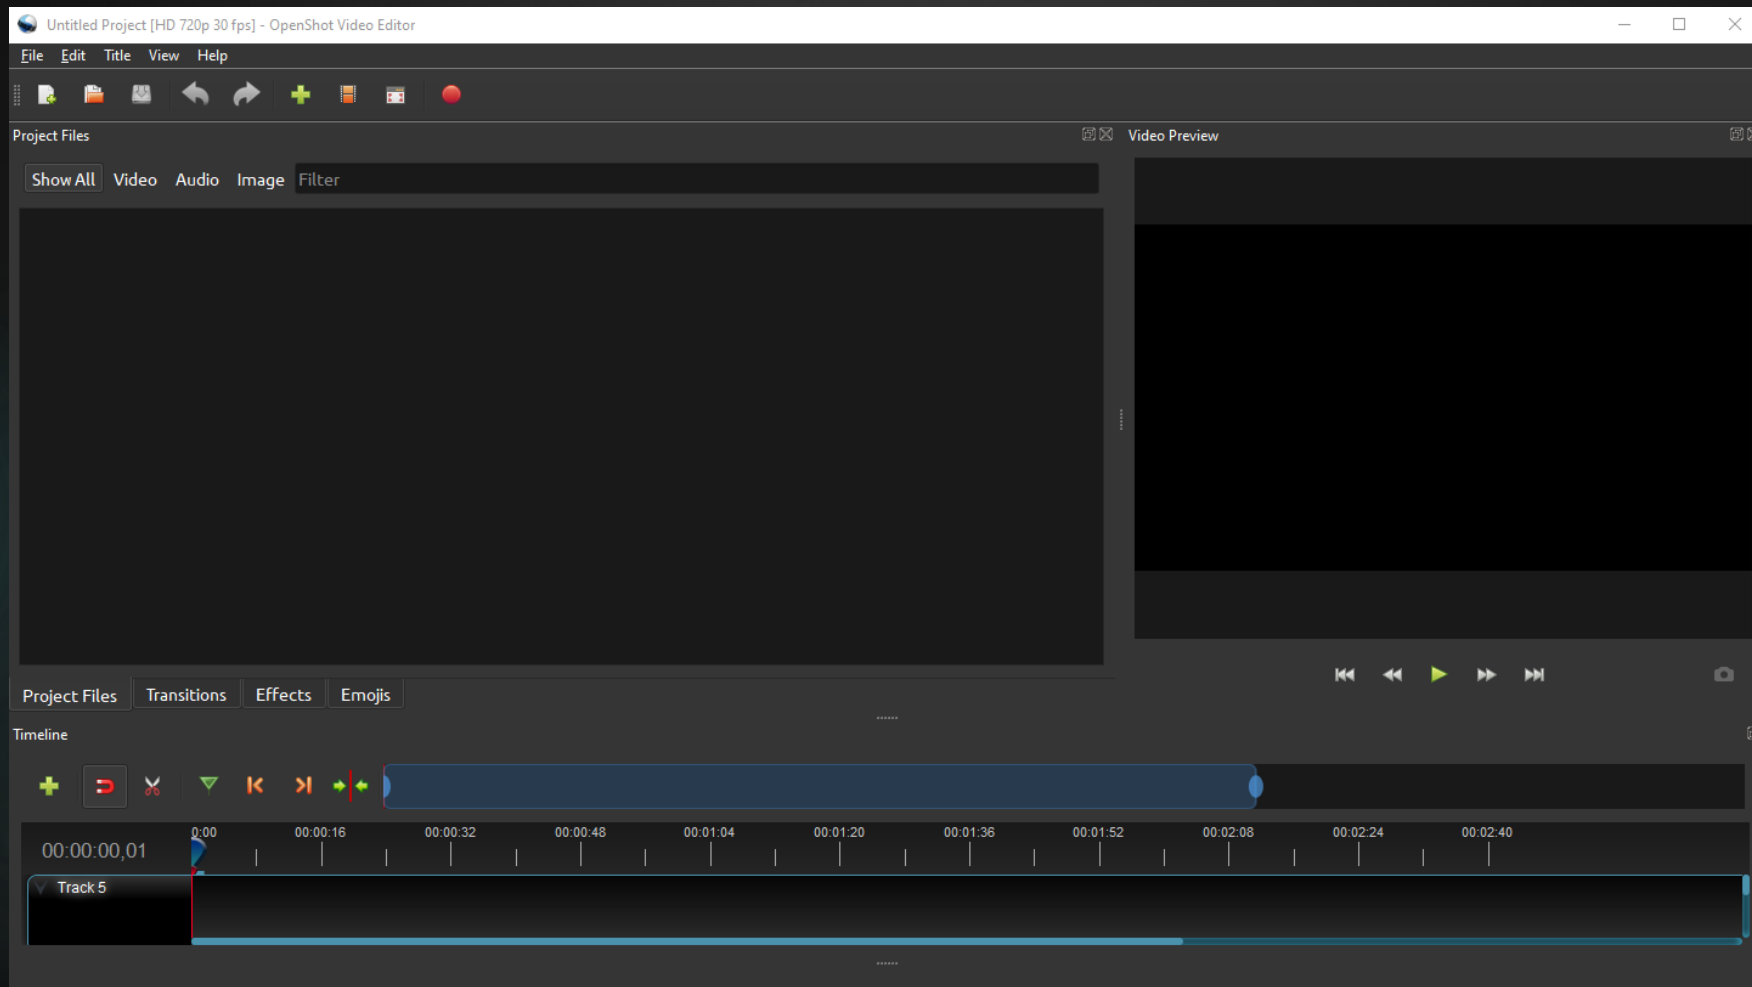 Untitled Project [HD 720p 30 fps] - OpenShot Video Editor
File Edit Title View Help
Project Files
Video Preview
Show All Video Audio Image Filter
Project Files Transitions Effects Emojis
Timeline
00:00:00,01
0:00 00:00:16 00:00:32 00:00:48 00:01:04 00:01:20 00:01:36 00:01:52 00:02:08 00:02:24 00:02:40
Track 5